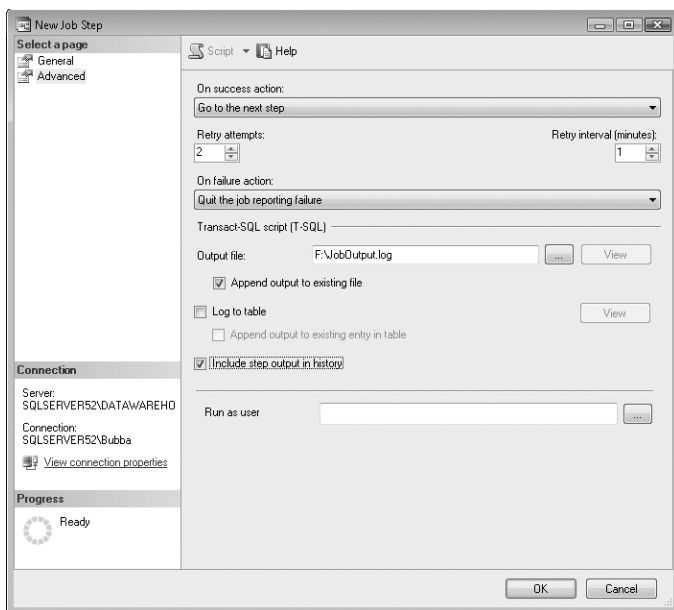 New Job Step
Select a page
General
Advanced
Script
Help
On success action:
Go to the next step
Retry attempts:
Retry interval (minutes):
2
1
On failure action:
Quit the job reporting failure
Transact-SQL script (T-SQL)
Output file:
F:\JobOutput.log
...
View
Append output to existing file
Log to table
View
Append output to existing entry in table
Include step output in history
Run as user
...
Connection
Server:
SQLSERVER52\DATAWAREHO
Connection:
SQLSERVER52\Bubba
View connection properties
Progress
Ready
OK
Cancel